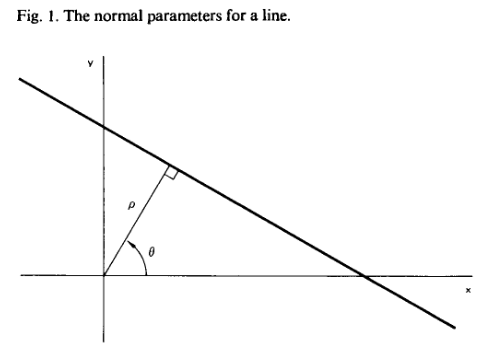 Fig. 1. The normal parameters for a line.
y
ρ
θ
x